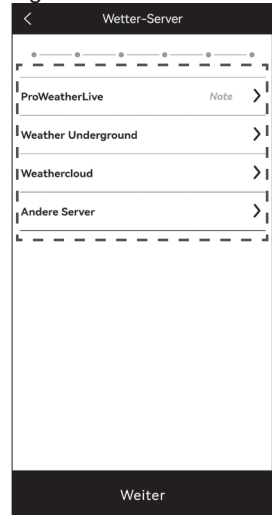 Wetter-Server
ProWeatherLive Note
Weather Underground
Weathercloud
Andere Server
Weiter